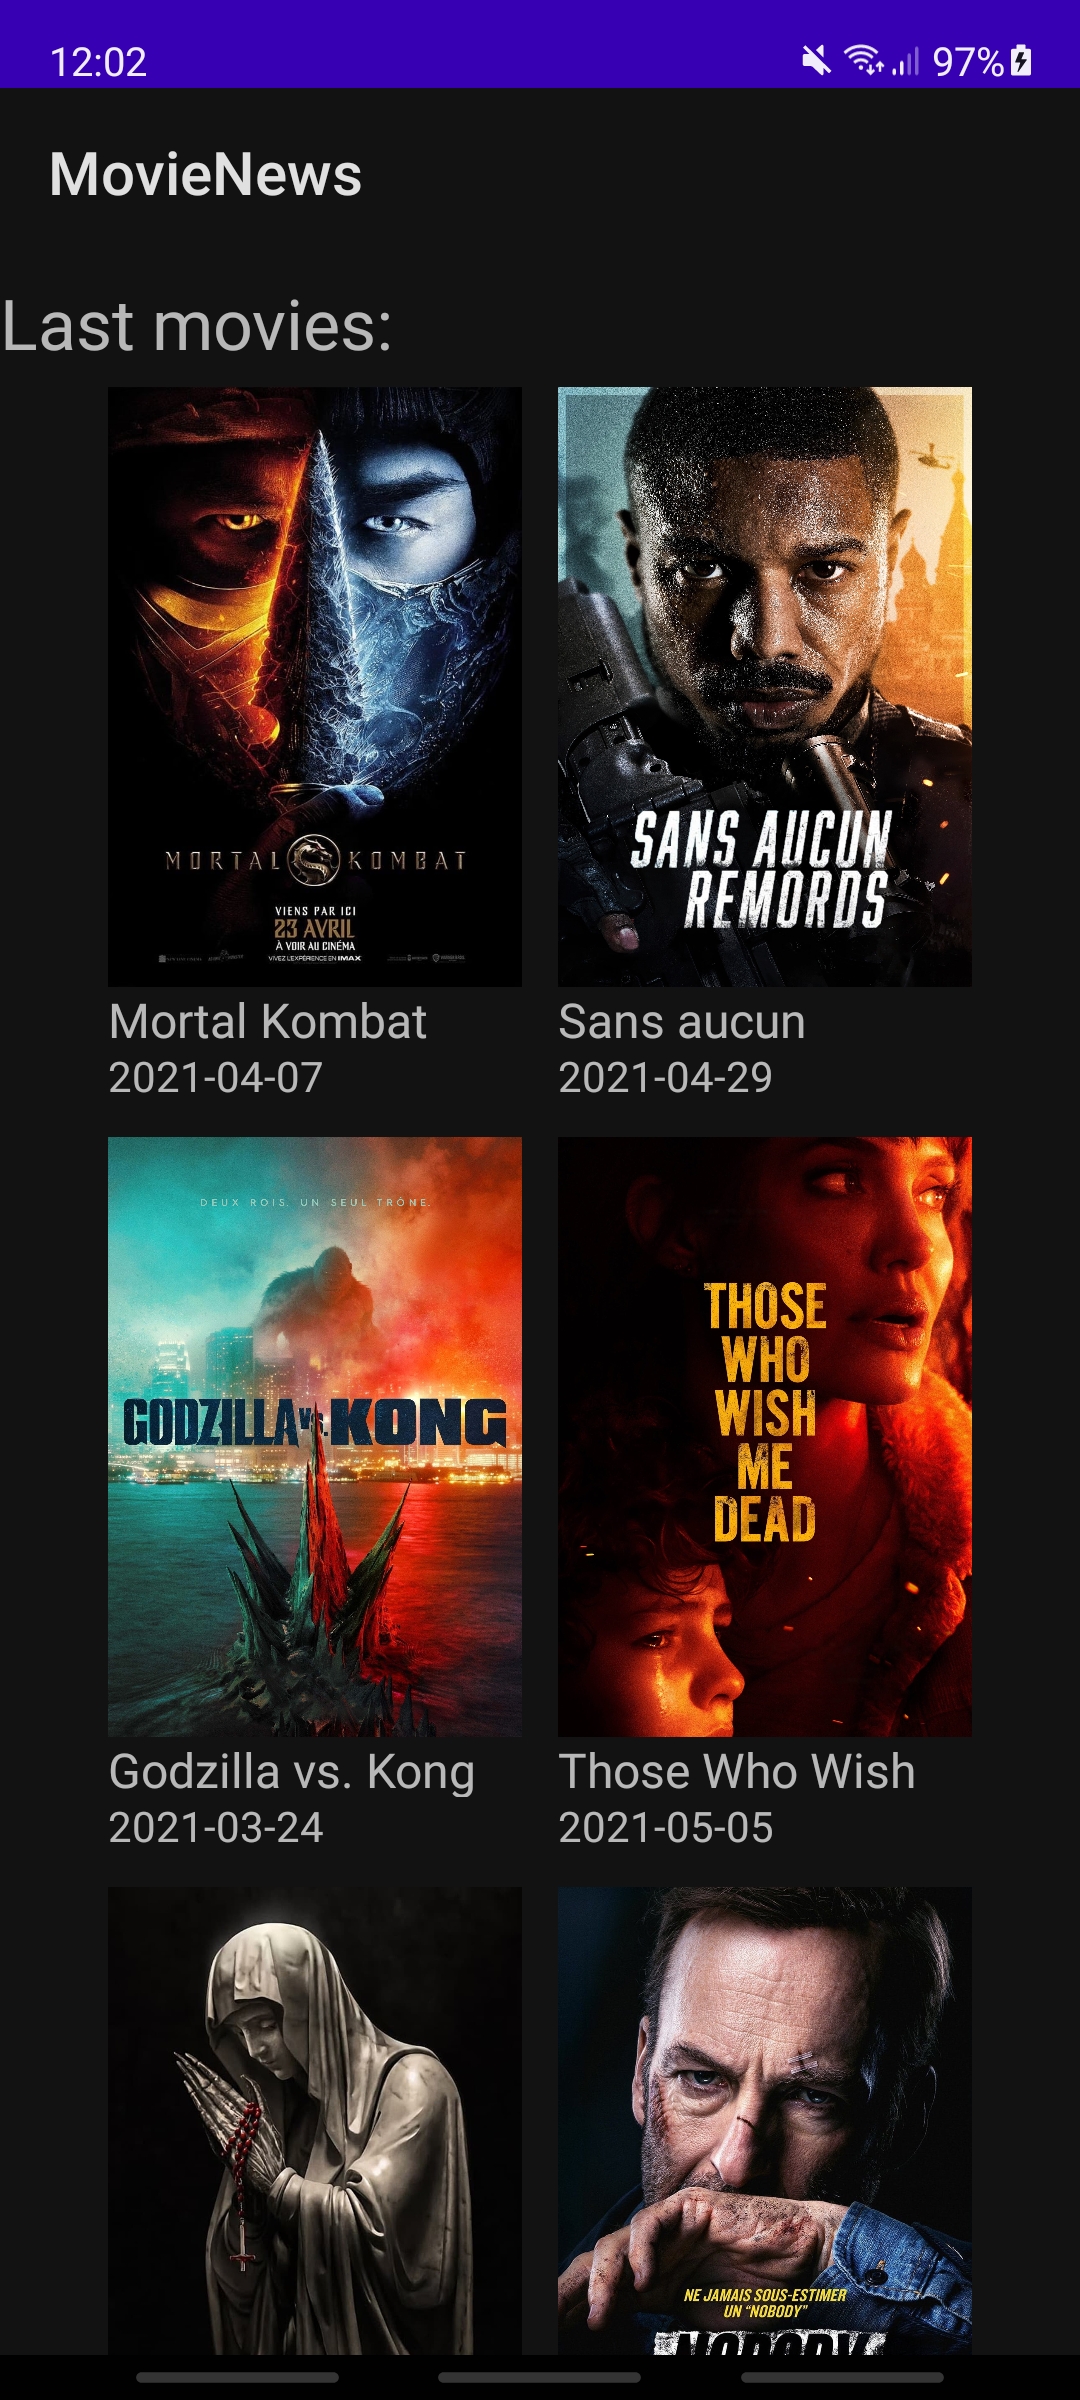 12:02
97%
MovieNews
Last movies:
MORTAL KOMBAT
VIENS PAR ICI
23 AVRIL
À VOIR AU CINÉMA
VIVEZ L'EXPÉRIENCE EN IMAX
SANS AUCUN
REMORDS
Mortal Kombat
2021-04-07
Sans aucun
2021-04-29
DEUX ROIS. UN SEUL TRÔNE.
GODZILLA VS. KONG
THOSE
WHO
WISH
ME
DEAD
Godzilla vs. Kong
2021-03-24
Those Who Wish
2021-05-05
NE JAMAIS SOUS-ESTIMER
UN "NOBODY"
NOBODY